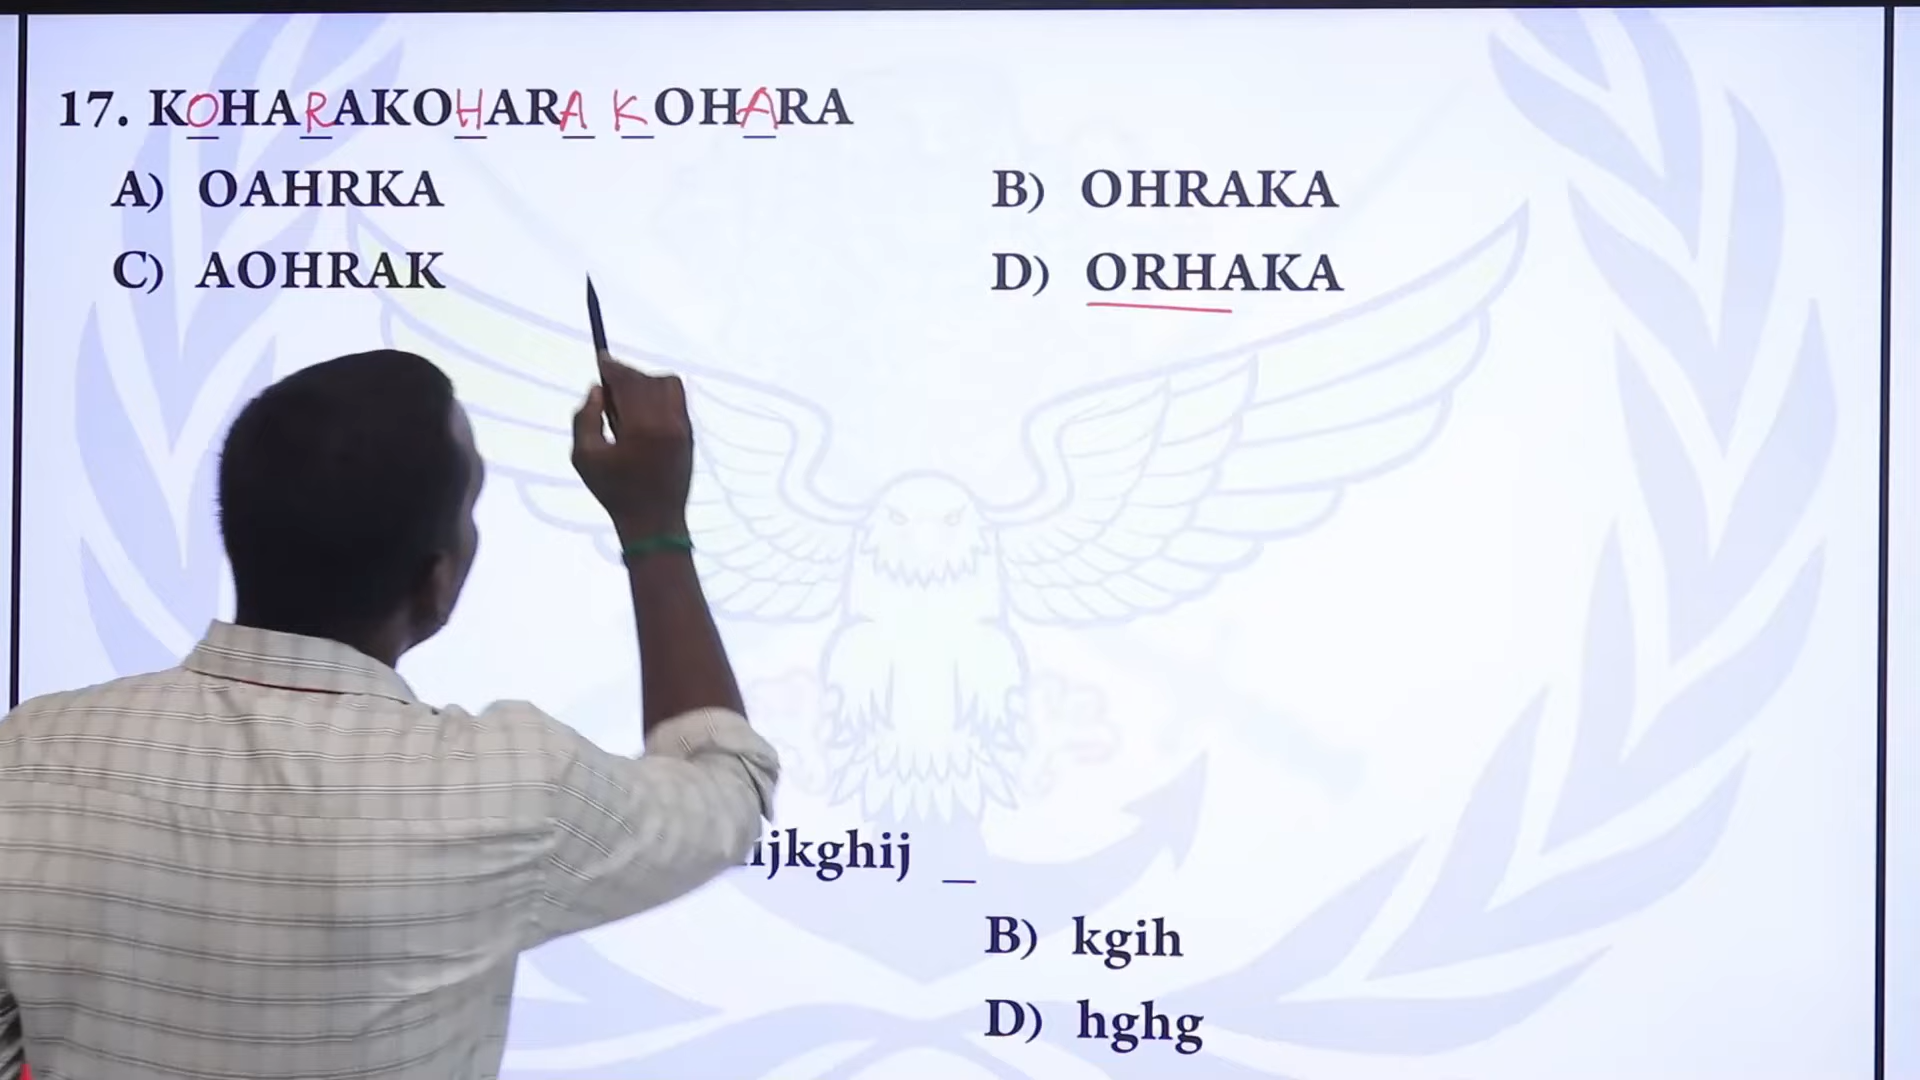 17. KOHARAKOHARA KOHARA
A) OAHRKA
B) OHRAKA
C) AOHRAK
D) ORHAKA
ijkghij _
B) kgih
D) hghg